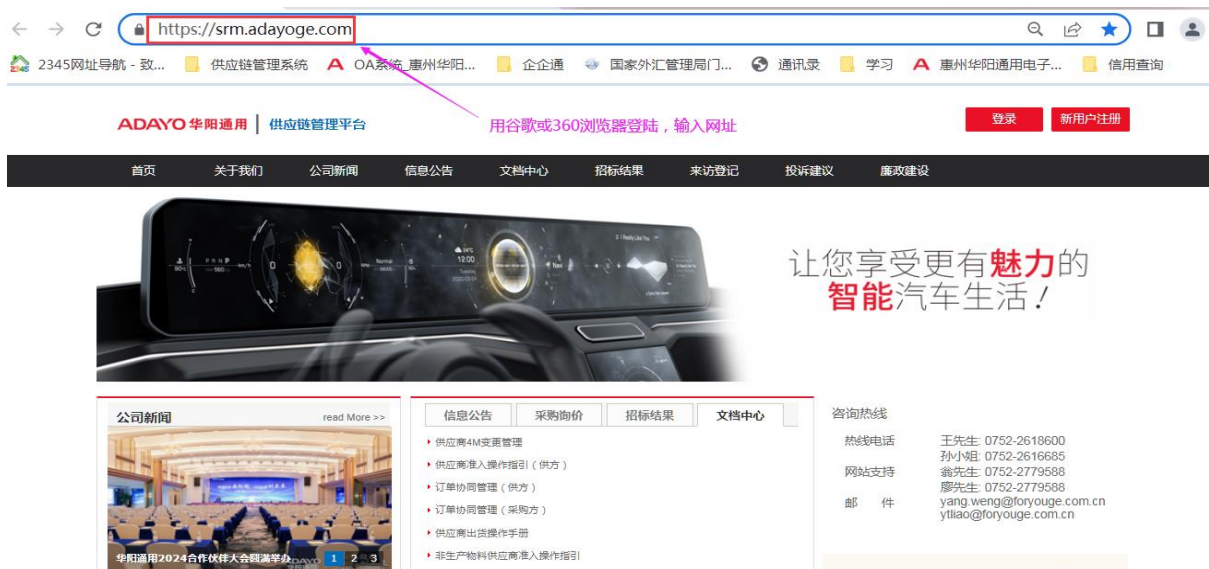 https://srm.adayoge.com
2345网址导航 - 致...
供应链管理系统
OA系统_惠州华阳...
企企通
国家外汇管理局门...
通讯录
学习
惠州华阳通用电子...
信用查询
ADAYO 华阳通用 | 供应链管理平台
用谷歌或360浏览器登陆，输入网址
登录
新用户注册
首页 关于我们 公司新闻 信息公告 文档中心 招标结果 来访登记 投诉建议 廉政建设
让您享受更有魅力的
智能汽车生活！
12:00
公司新闻 read More >>
华阳通用2024合作伙伴大会圆满举办
1 2 3
信息公告 采购询价 招标结果 文档中心
供应商4M变更管理
供应商准入操作指引（供方）
订单协同管理（供方）
订单协同管理（采购方）
供应商出货操作手册
非生产物料供应商准入操作指引
咨询热线
热线电话 王先生: 0752-2618600
孙小姐: 0752-2616685
网站支持 翁先生: 0752-2779588
廖先生: 0752-2779588
邮 件 yang.weng@foryouge.com.cn
ytliao@foryouge.com.cn